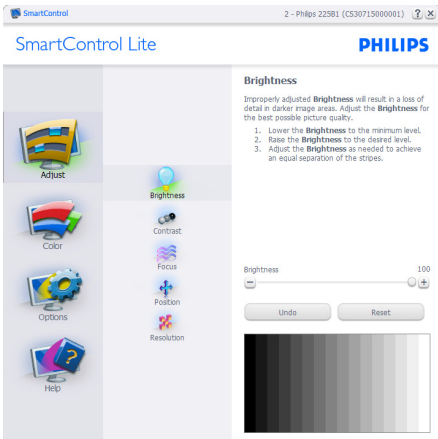 SmartControl
2 - Philips 225B1 (CS30715000001)
SmartControl Lite
PHILIPS
Adjust
Color
Options
Help
Brightness
Contrast
Focus
Position
Resolution
Brightness
Improperly adjusted Brightness will result in a loss of
detail in darker image areas. Adjust the Brightness for
the best possible picture quality.
1. Lower the Brightness to the minimum level.
2. Raise the Brightness to the desired level.
3. Adjust the Brightness as needed to achieve
an equal separation of the stripes.
Brightness 100
Undo Reset